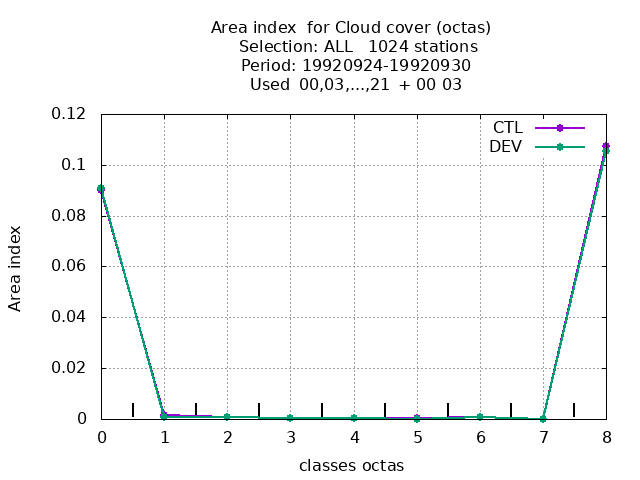 Area index  for Cloud cover (octas)
Selection: ALL   1024 stations
Period: 19920924-19920930
Used  00,03,...,21  + 00 03
CTL
DEV
Area index
0.12
0.1
0.08
0.06
0.04
0.02
0
0 1 2 3 4 5 6 7 8
classes octas